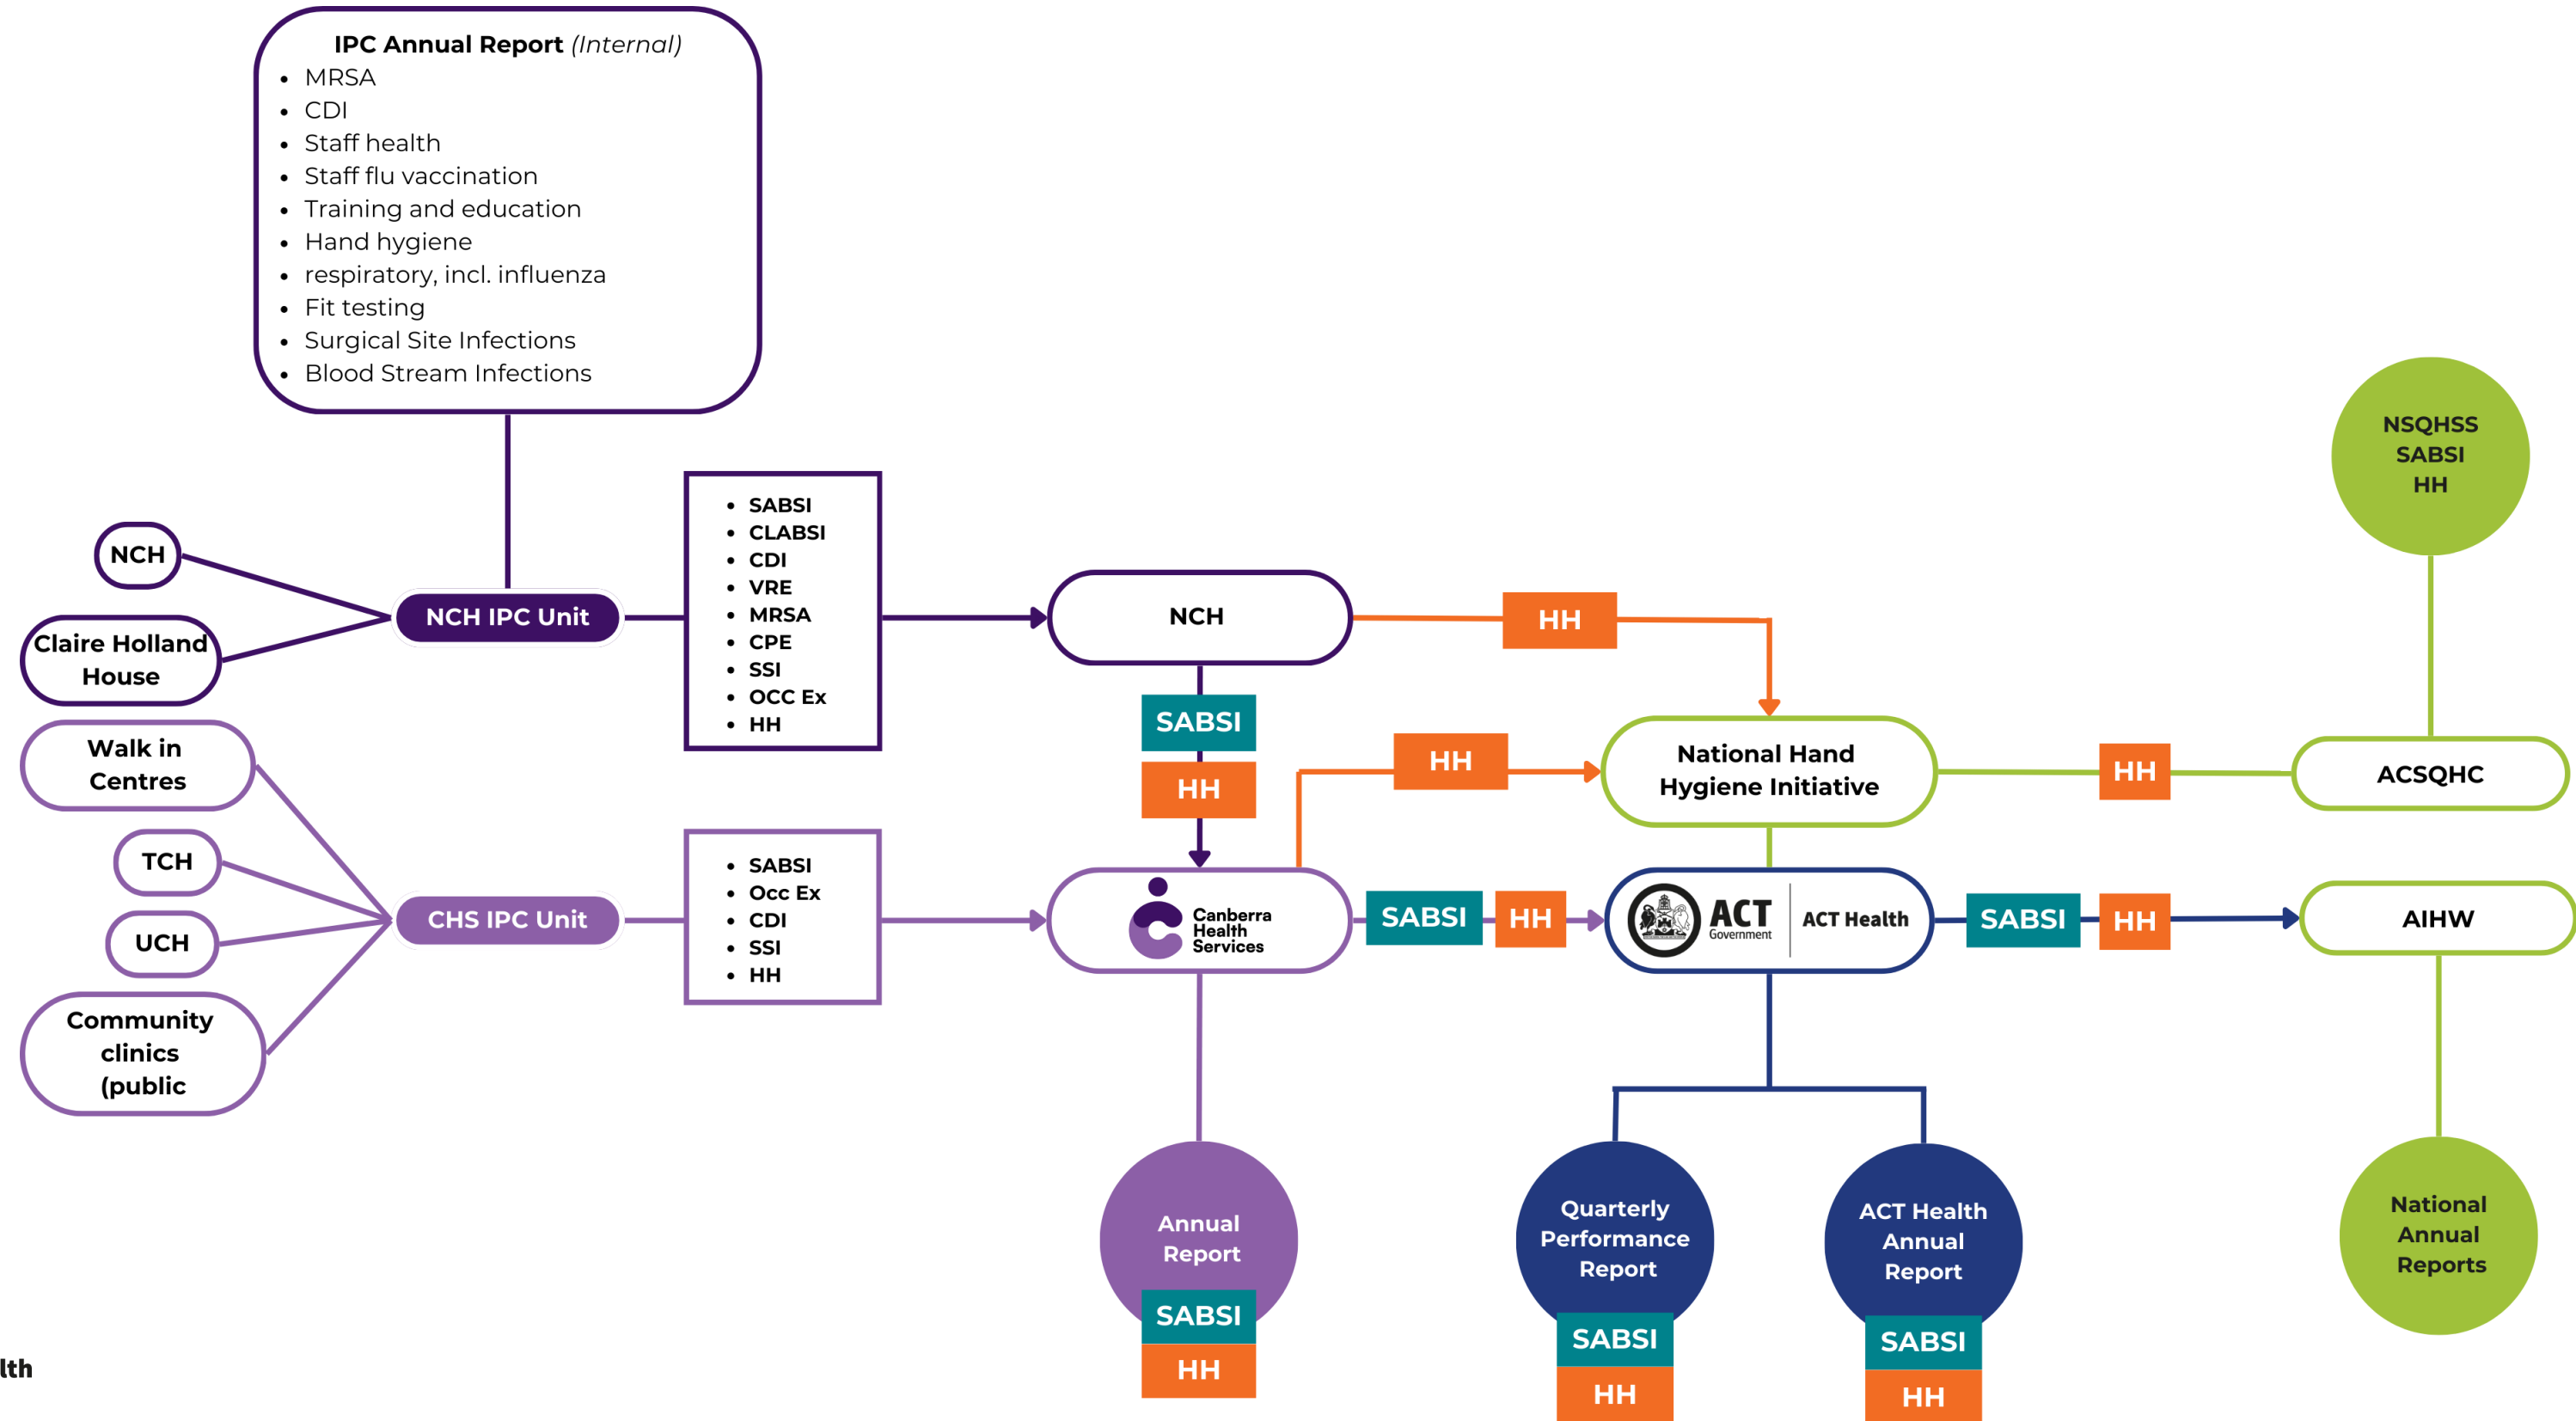 IPC Annual Report (Internal)
• MRSA
• CDI
• Staff health
• Staff flu vaccination
• Training and education
• Hand hygiene
• respiratory, incl. influenza
• Fit testing
• Surgical Site Infections
• Blood Stream Infections
NCH
Claire Holland
House
Walk in
Centres
TCH
UCH
Community
clinics
(public
NCH IPC Unit
CHS IPC Unit
• SABSI
• CLABSI
• CDI
• VRE
• MRSA
• CPE
• SSI
• OCC Ex
• HH
• SABSI
• Occ Ex
• CDI
• SSI
• HH
NCH
SABSI
HH
HH
HH
Canberra
Health
Services
SABSI
HH
National Hand
Hygiene Initiative
HH
ACSQHC
NSQHSS
SABSI
HH
ACT
Government
ACT Health
SABSI
HH
AIHW
Annual
Report
SABSI
HH
Quarterly
Performance
Report
SABSI
HH
ACT Health
Annual
Report
SABSI
HH
National
Annual
Reports
lth